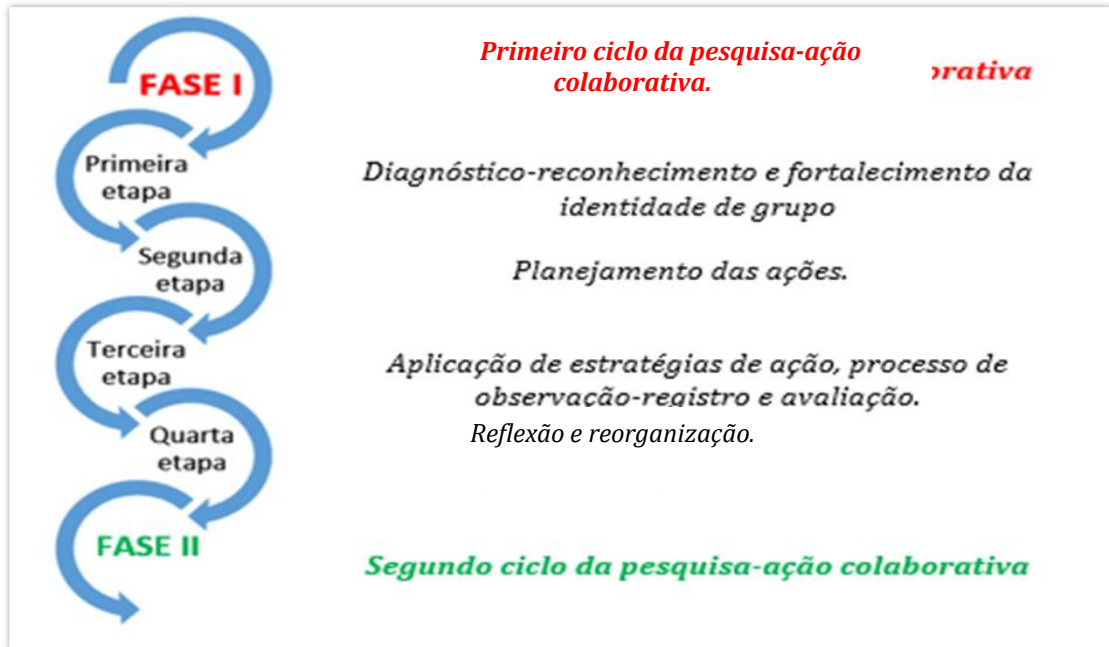 Primeiro ciclo da pesquisa-ação
colaborativa.
orativa
FASE I
Primeira
etapa
Diagnóstico-reconhecimento e fortalecimento da
identidade de grupo
Segunda
etapa
Planejamento das ações.
Terceira
etapa
Aplicação de estratégias de ação, processo de
observação-registro e avaliação.
Quarta
etapa
Reflexão e reorganização.
FASE II
Segundo ciclo da pesquisa-ação colaborativa